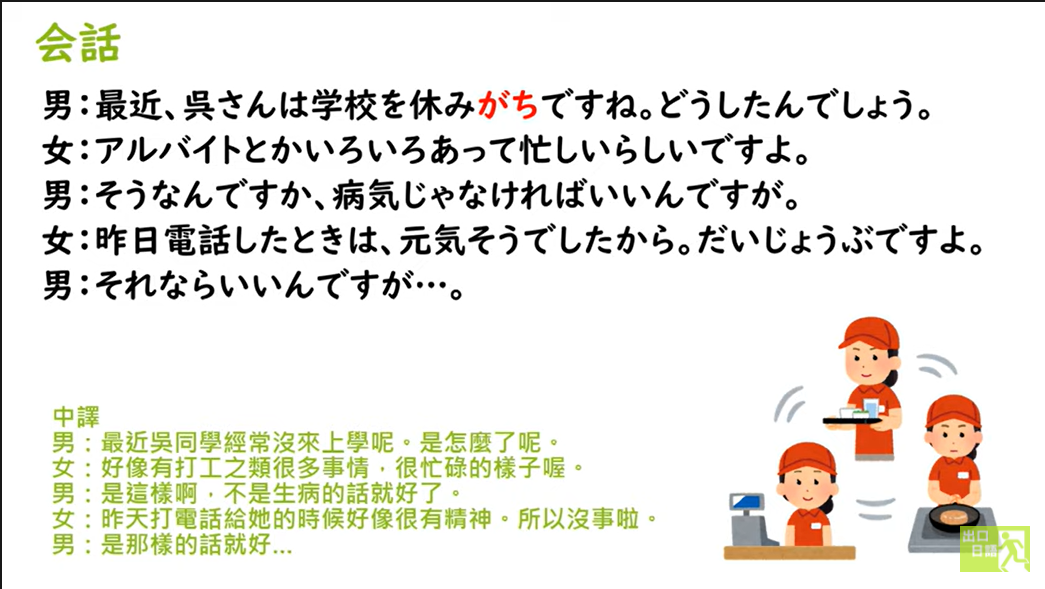 会話
男：最近、呉さんは学校を休みがちですね。どうしたんでしょう。
女：アルバイトとかいろいろあって忙しいらしいですよ。
男：そうなんですか、病気じゃなければいいんですが。
女：昨日電話したときは、元気そうでしたから。だいじょうぶですよ。
男：それならいいんですが…。
中譯
男：最近吳同學經常沒來上學呢。是怎麼了呢。
女：好像有打工之類很多事情，很忙碌的樣子喔。
男：是這樣啊，不是生病的話就好了。
女：昨天打電話給她的時候好像很有精神。所以沒事啦。
男：是那樣的話就好...
出口
日語